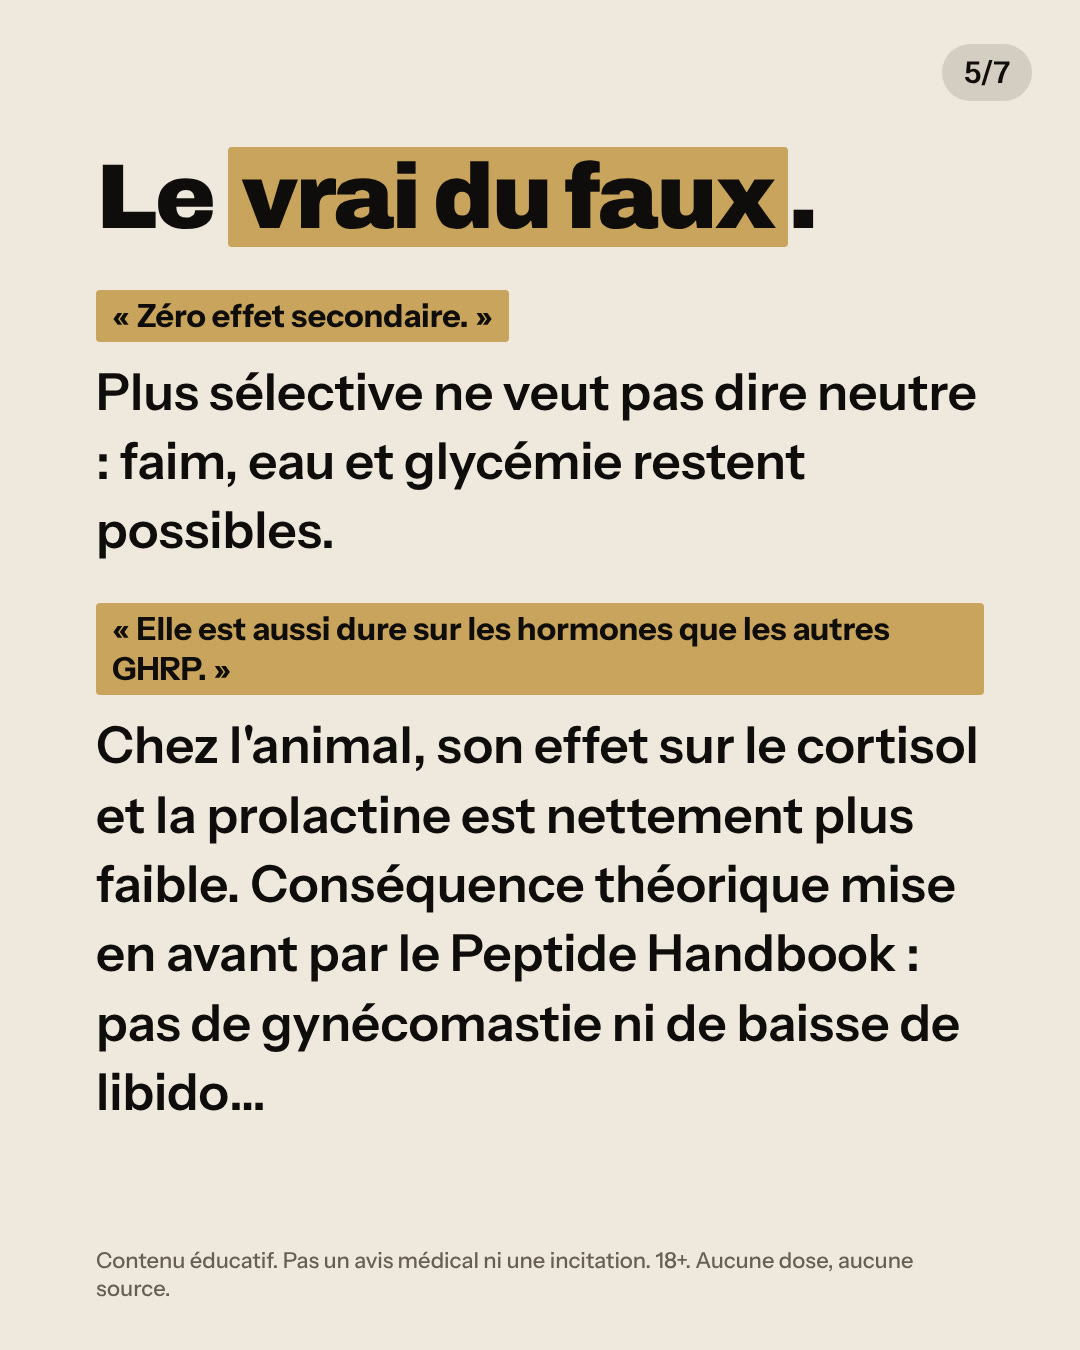 5/7
Le vrai du faux.
« Zéro effet secondaire. »
Plus sélective ne veut pas dire neutre
: faim, eau et glycémie restent
possibles.
« Elle est aussi dure sur les hormones que les autres
GHRP. »
Chez l'animal, son effet sur le cortisol
et la prolactine est nettement plus
faible. Conséquence théorique mise
en avant par le Peptide Handbook :
pas de gynécomastie ni de baisse de
libido...
Contenu éducatif. Pas un avis médical ni une incitation. 18+. Aucune dose, aucune
source.